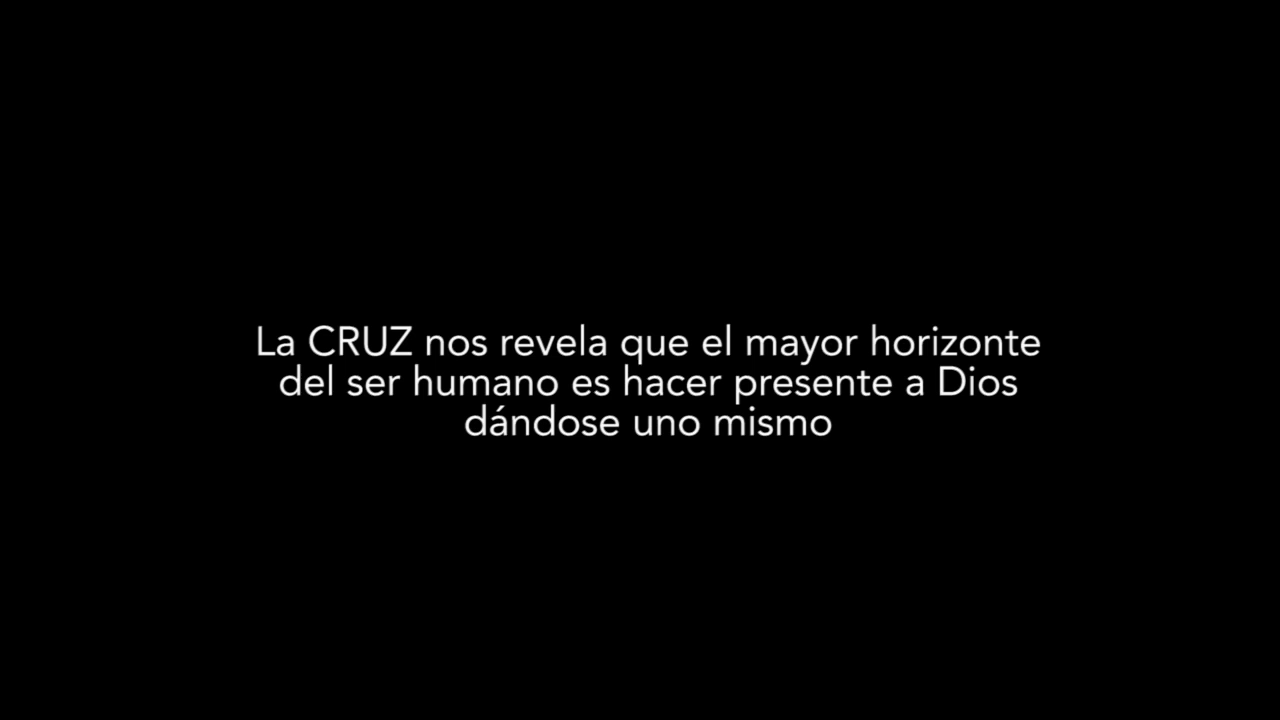 La CRUZ nos revela que el mayor horizonte
del ser humano es hacer presente a Dios
dándose uno mismo